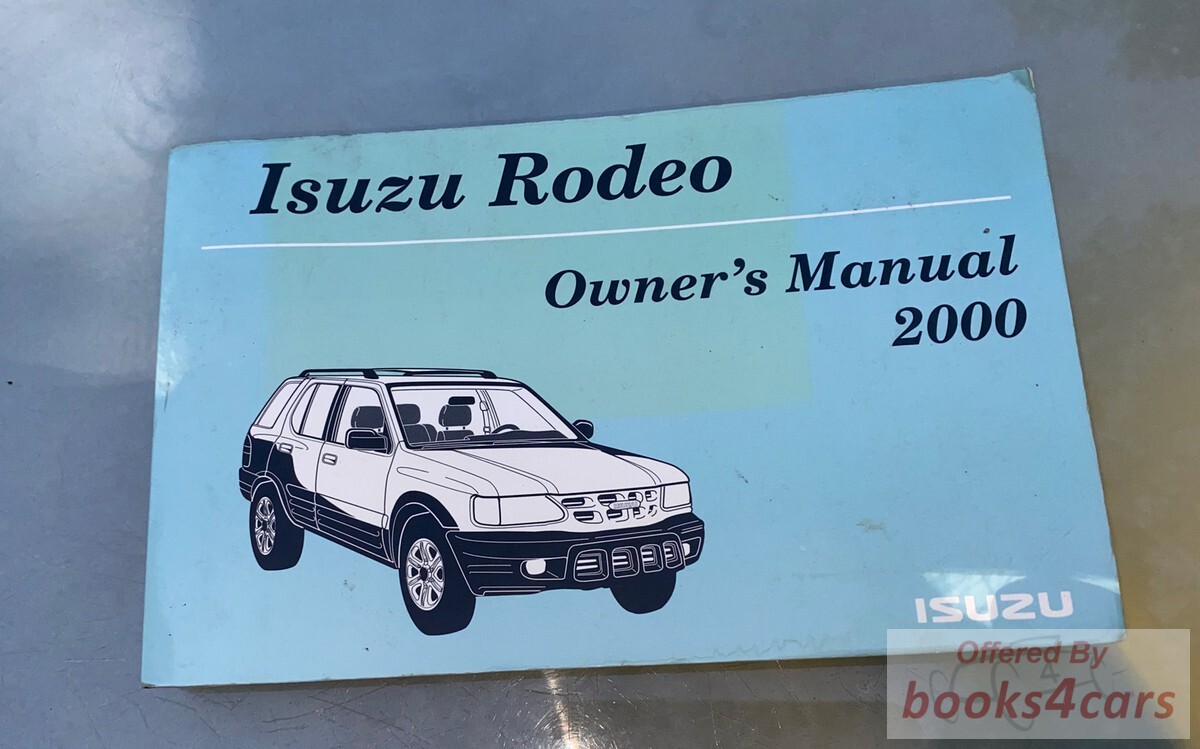 Isuzu Rodeo
Owner's Manual
2000
ISUZU
Offered By
books4cars